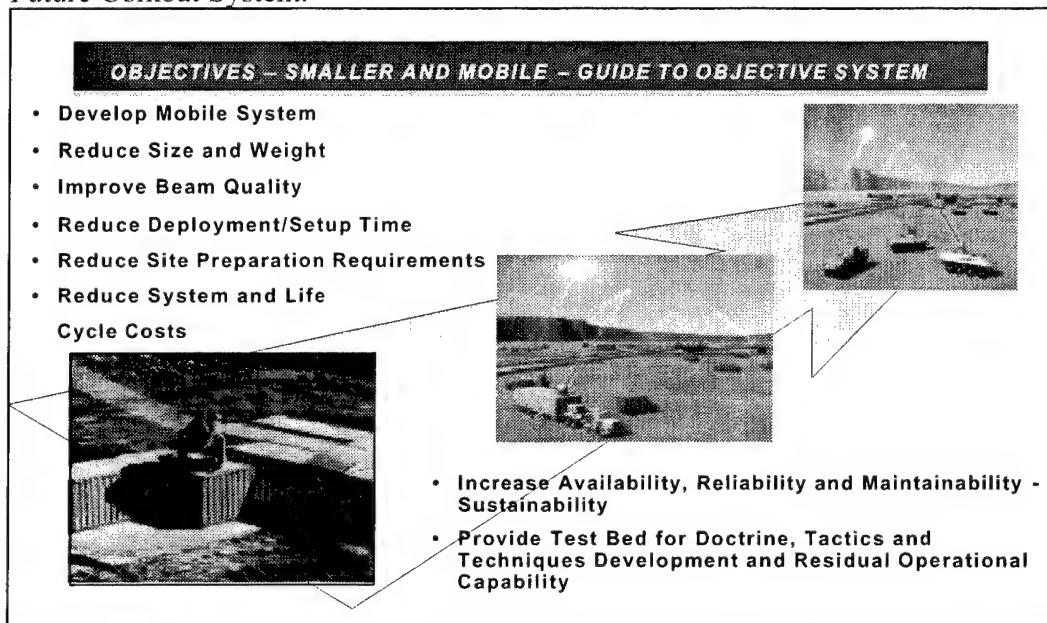 Future Combat System.
OBJECTIVES – SMALLER AND MOBILE – GUIDE TO OBJECTIVE SYSTEM
• Develop Mobile System
• Reduce Size and Weight
• Improve Beam Quality
• Reduce Deployment/Setup Time
• Reduce Site Preparation Requirements
• Reduce System and Life
Cycle Costs
• Increase Availability, Reliability and Maintainability -
Sustainability
• Provide Test Bed for Doctrine, Tactics and
Techniques Development and Residual Operational
Capability